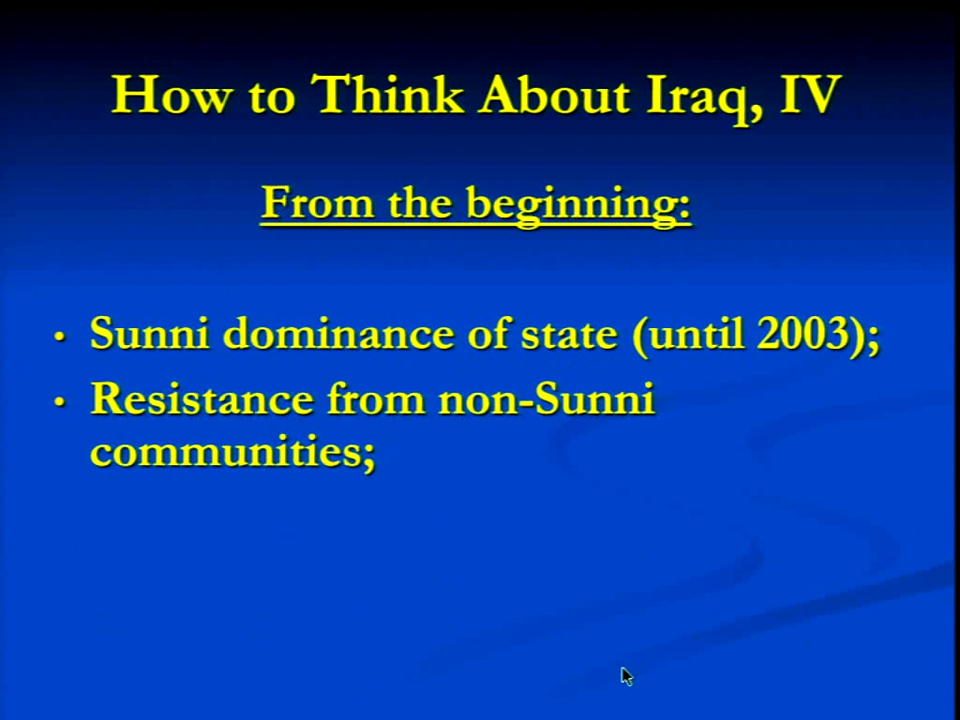 How to Think About Iraq, IV
From the beginning:
• Sunni dominance of state (until 2003);
• Resistance from non-Sunni
communities;